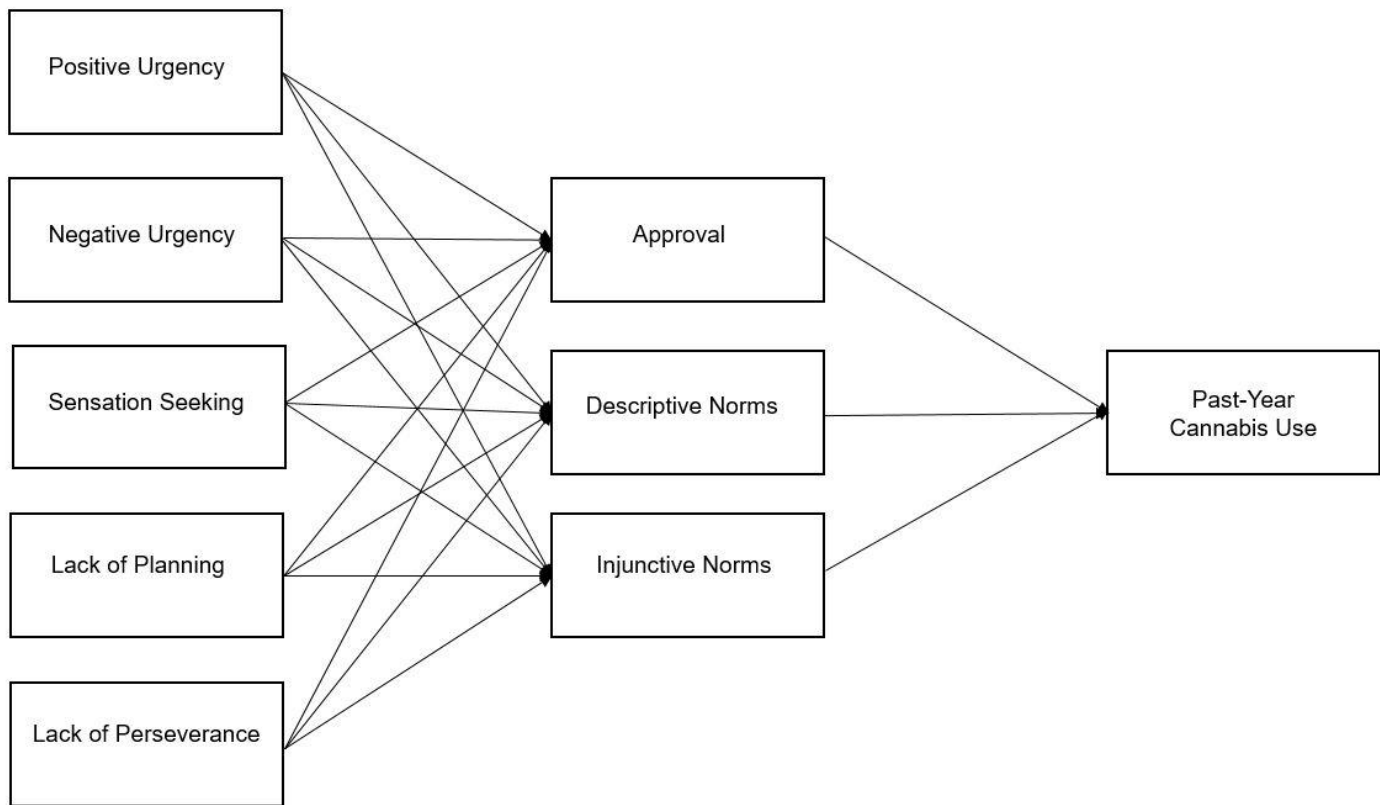 Positive Urgency
Negative Urgency
Sensation Seeking
Lack of Planning
Lack of Perseverance
Approval
Descriptive Norms
Injunctive Norms
Past-Year
Cannabis Use